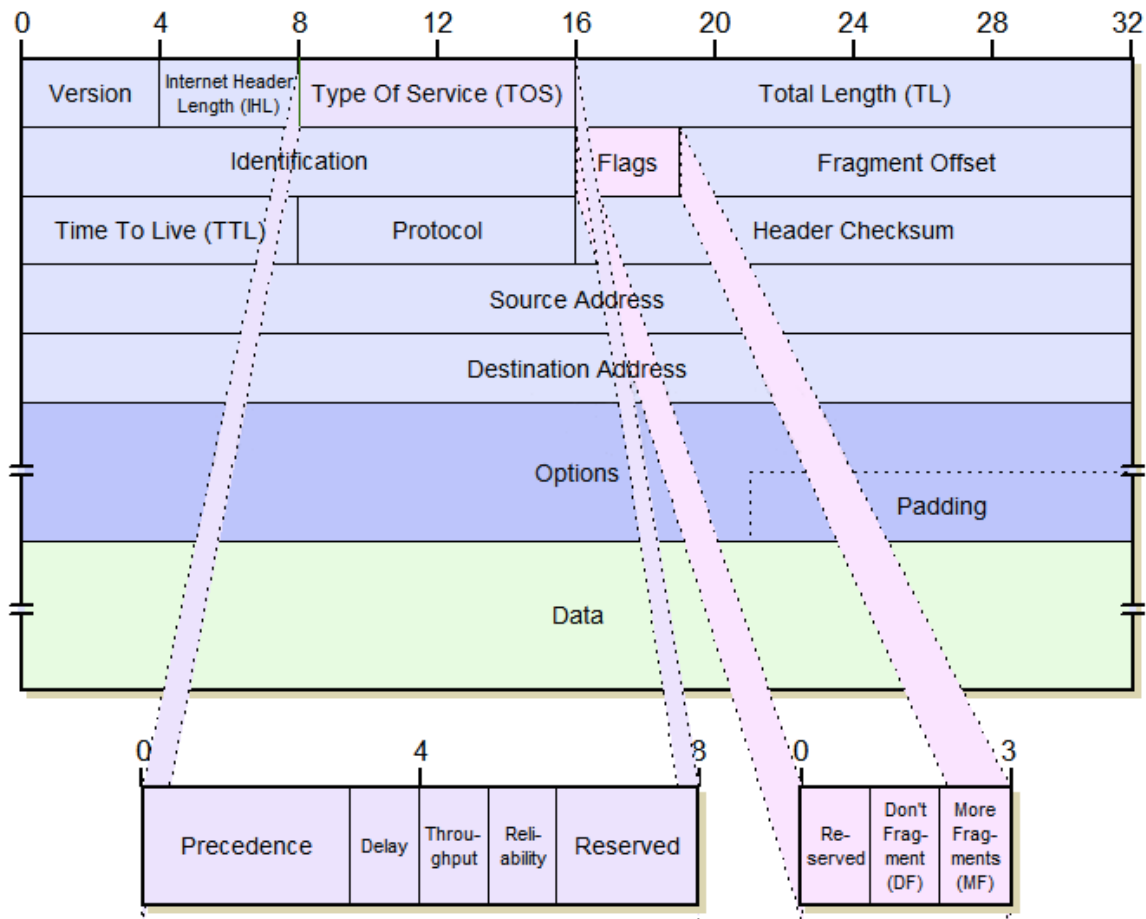 0 4 8 12 16 20 24 28 32
Version
Internet Header
Length (IHL)
Type Of Service (TOS)
Total Length (TL)
Identification
Flags
Fragment Offset
Time To Live (TTL)
Protocol
Header Checksum
Source Address
Destination Address
Options
Padding
Data
0 4 8
Precedence
Delay
Throu-
ghput
Reli-
ability
Reserved
0 3
Re-
served
Don't
Frag-
ment
(DF)
More
Frag-
ments
(MF)